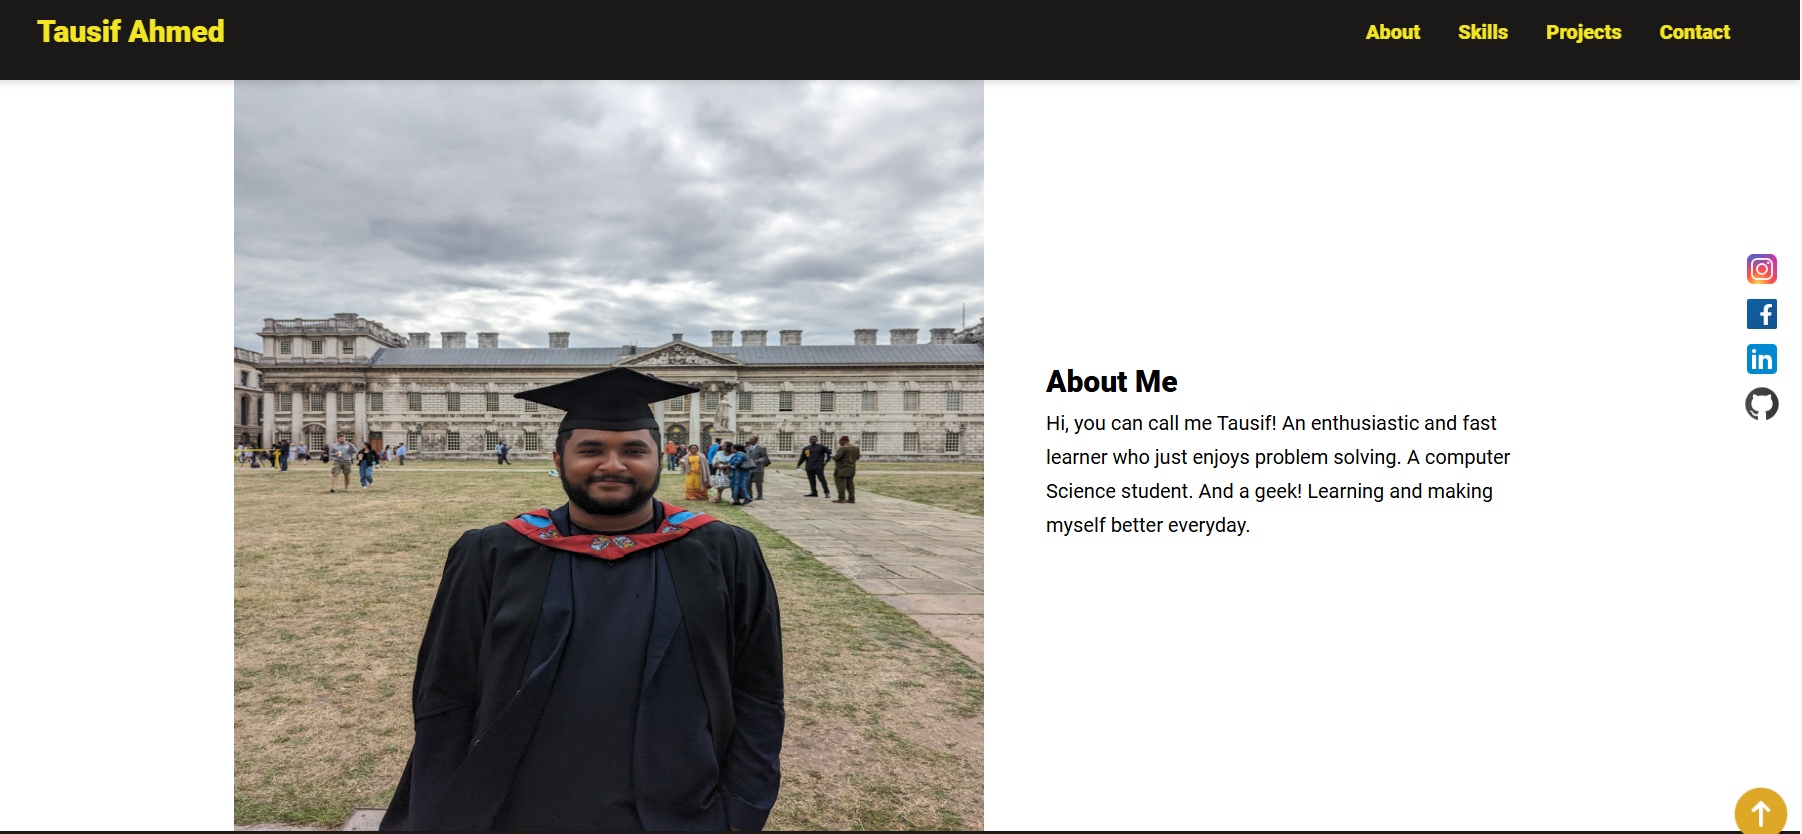 Tausif Ahmed
About Skills Projects Contact
About Me
Hi, you can call me Tausif! An enthusiastic and fast
learner who just enjoys problem solving. A computer
Science student. And a geek! Learning and making
myself better everyday.
in